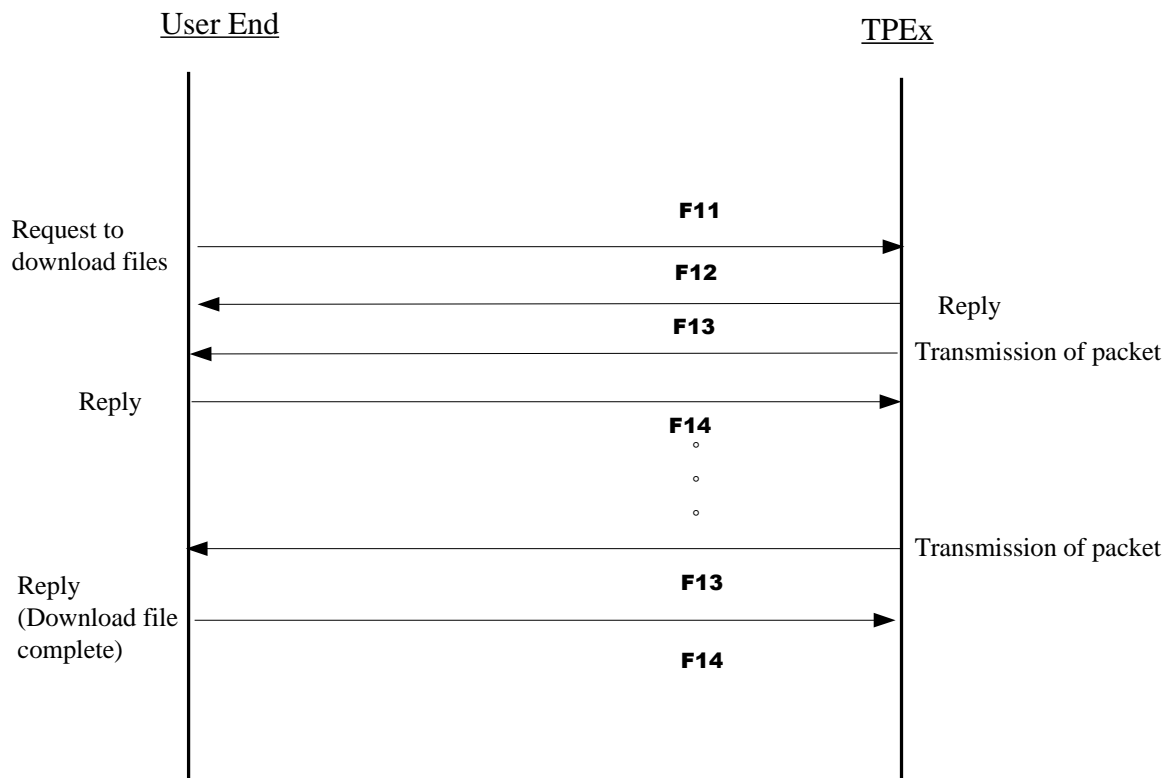 User End
TPEx
F11
Request to
download files
F12
Reply
F13
Transmission of packet
Reply
F14
Transmission of packet
F13
Reply
(Download file
complete)
F14